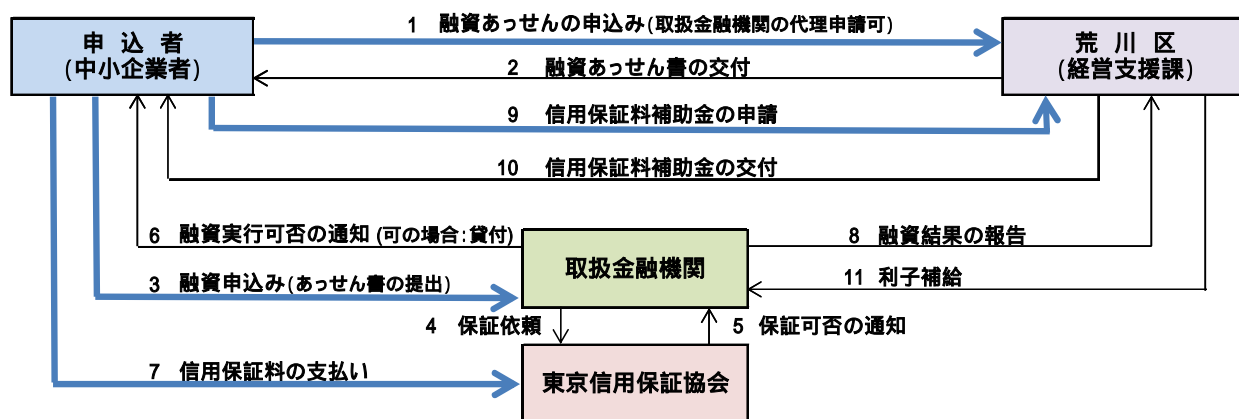 1 融資あっせんの申込み(取扱金融機関の代理申請可)
申 込 者
(中小企業者)
荒 川 区
(経営支援課)
2 融資あっせん書の交付
9 信用保証料補助金の申請
10 信用保証料補助金の交付
6 融資実行可否の通知 (可の場合:貸付)
8 融資結果の報告
取扱金融機関
3 融資申込み(あっせん書の提出)
11 利子補給
4 保証依頼
5 保証可否の通知
7 信用保証料の支払い
東京信用保証協会